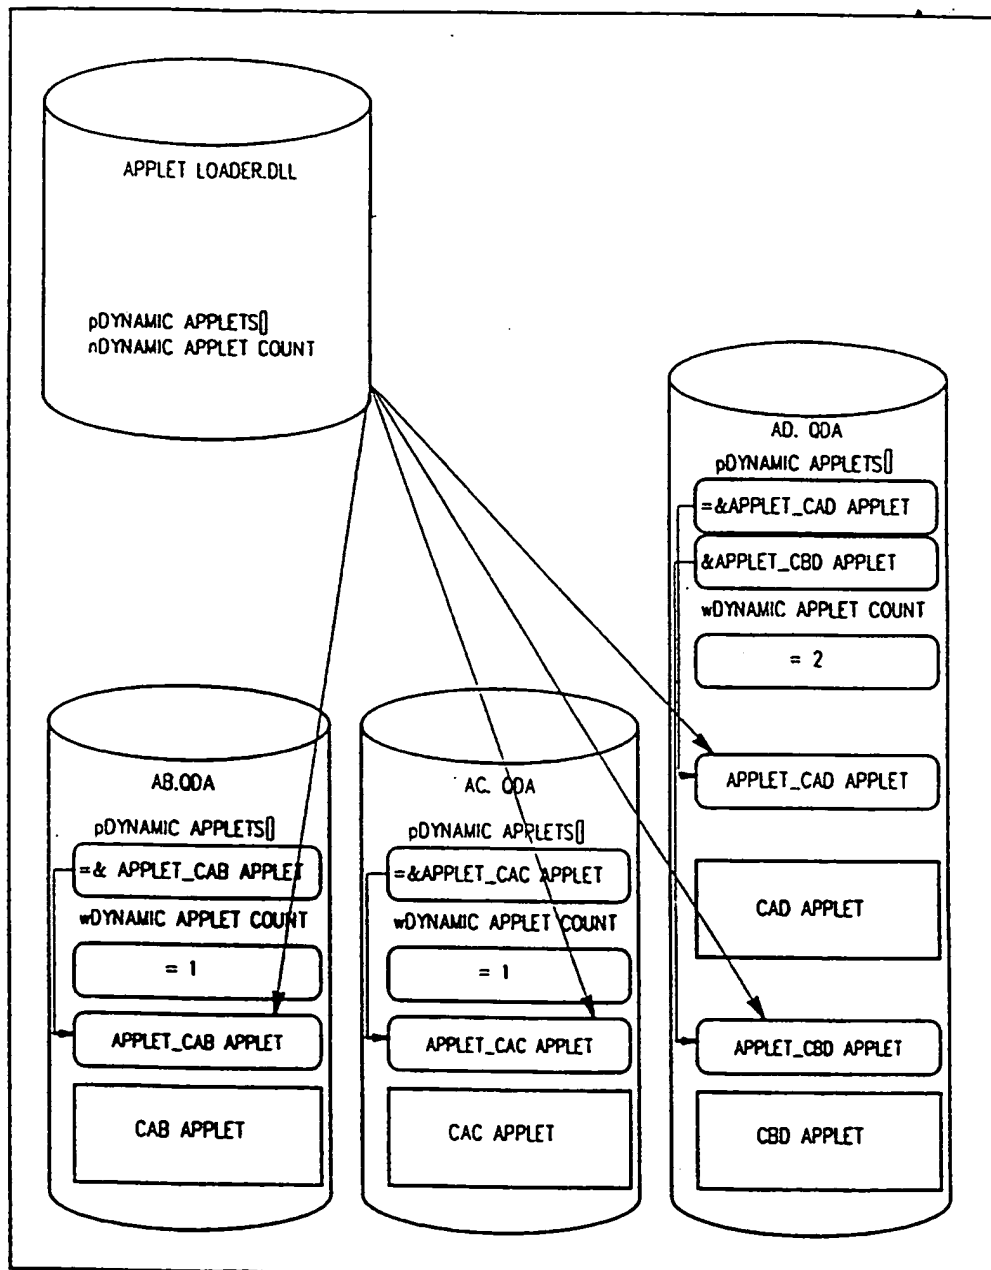 APPLET LOADER.DLL
pDYNAMIC APPLETS[]
nDYNAMIC APPLET COUNT
AD. QDA
pDYNAMIC APPLETS[]
=&APPLET_CAD APPLET
&APPLET_CBD APPLET
wDYNAMIC APPLET COUNT
= 2
APPLET_CAD APPLET
CAD APPLET
APPLET_CBD APPLET
CBD APPLET
AB.QDA
pDYNAMIC APPLETS[]
=& APPLET_CAB APPLET
wDYNAMIC APPLET COUNT
= 1
APPLET_CAB APPLET
CAB APPLET
AC. QDA
pDYNAMIC APPLETS[]
=&APPLET_CAC APPLET
wDYNAMIC APPLET COUNT
= 1
APPLET_CAC APPLET
CAC APPLET